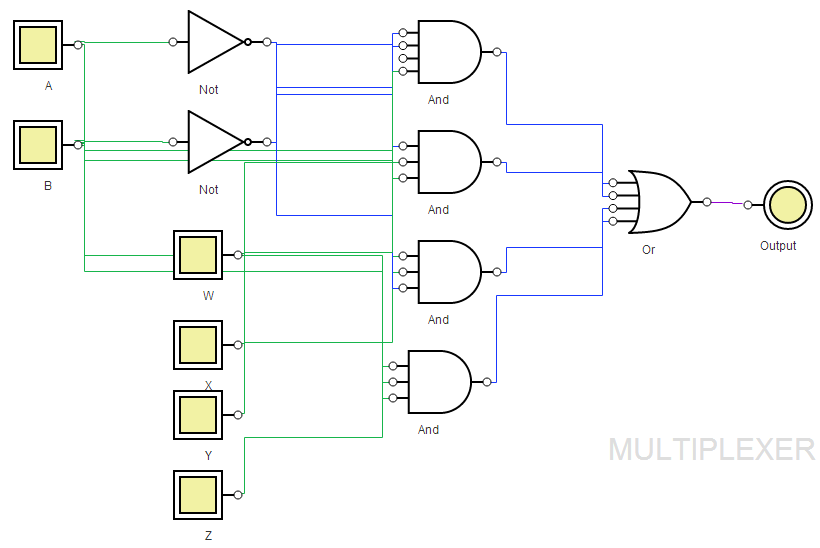 A
Not
And
B
Not
And
W
And
Or
Output
X
And
Y
MULTIPLEXER
Z